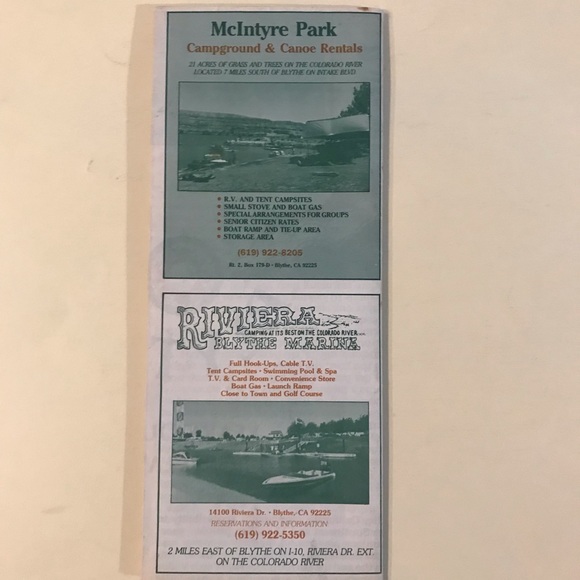 McIntyre Park
Campground & Canoe Rentals
21 ACRES OF GRASS AND TREES ON THE COLORADO RIVER
LOCATED 7 MILES SOUTH OF BLYTHE ON INTAKE BLVD.
R.V. AND TENT CAMPSITES
SMALL STOVE AND BOAT GAS
SPECIAL ARRANGEMENTS FOR GROUPS
SENIOR CITIZEN RATES
BOAT RAMP AND TIE-UP AREA
STORAGE AREA
(619) 922-8205
Rt. 2, Box 179-D • Blythe, CA 92225
RIVIERA
CAMPING AT ITS BEST ON THE COLORADO RIVER
BLYTHE MARINA
Full Hook-Ups, Cable T.V.
Tent Campsites • Swimming Pool & Spa
T.V. & Card Room • Convenience Store
Boat Gas • Launch Ramp
Close to Town and Golf Course
14100 Riviera Dr. • Blythe, CA 92225
RESERVATIONS AND INFORMATION
(619) 922-5350
2 MILES EAST OF BLYTHE ON I-10, RIVIERA DR. EXT.
ON THE COLORADO RIVER